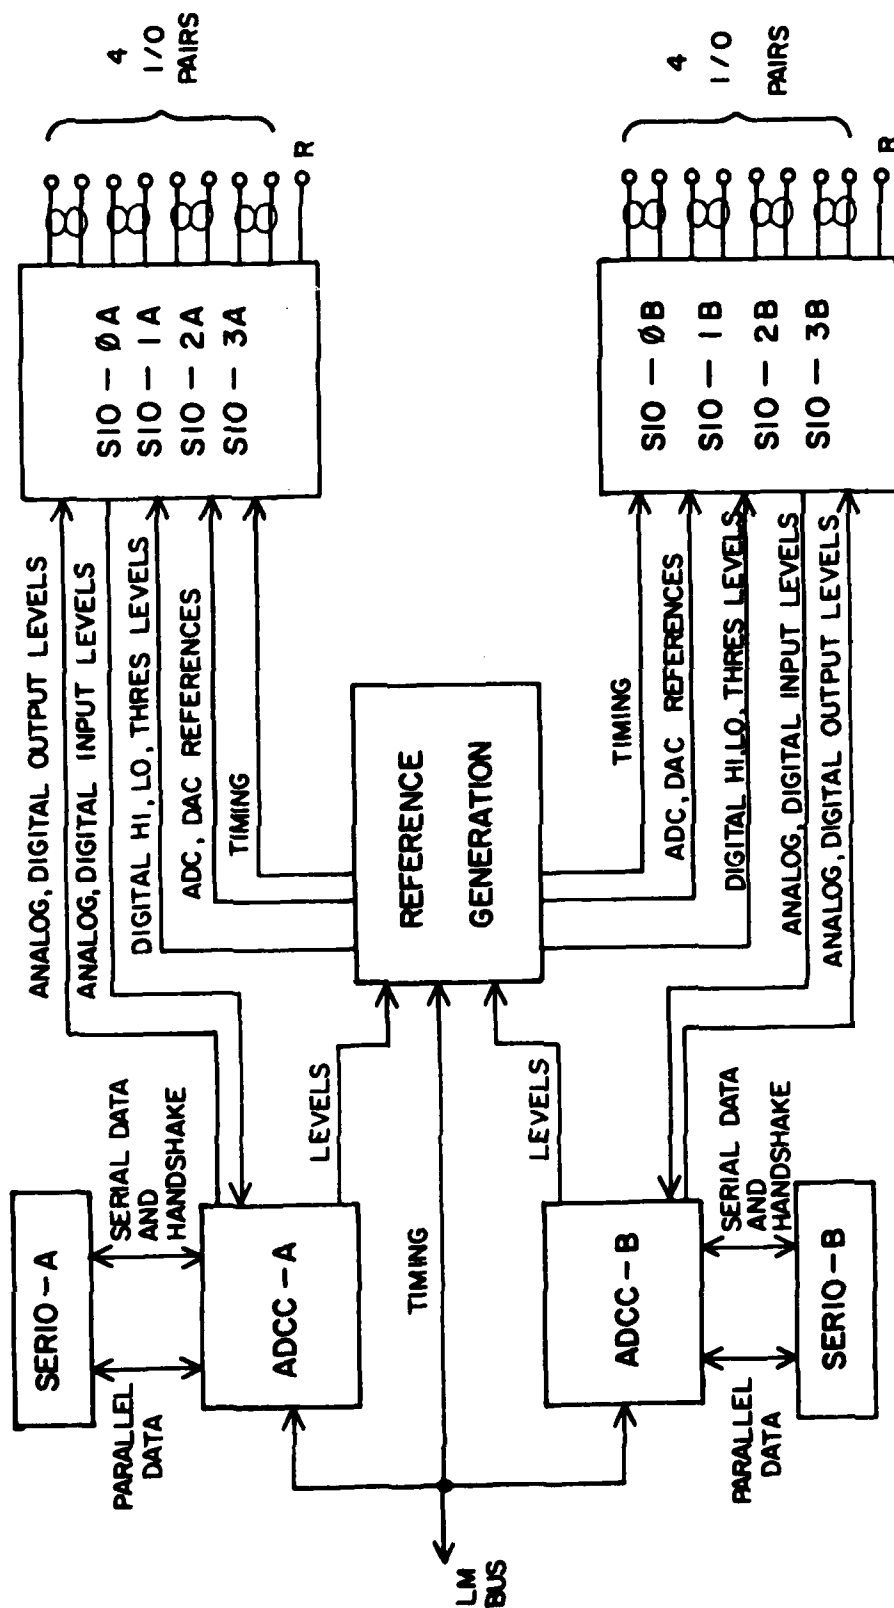 SERIO-A
PARALLEL
DATA
SERIAL DATA
AND
HANDSHAKE
ADCC-A
ANALOG, DIGITAL OUTPUT LEVELS
ANALOG, DIGITAL INPUT LEVELS
DIGITAL HI, LO, THRES LEVELS
ADC, DAC REFERENCES
TIMING
SIO-ØA
SIO-1A
SIO-2A
SIO-3A
4
I/O
PAIRS
R
LEVELS
LM
BUS
TIMING
REFERENCE
GENERATION
LEVELS
TIMING
ADC, DAC REFERENCES
DIGITAL HI, LO, THRES LEVELS
ANALOG, DIGITAL INPUT LEVELS
ANALOG, DIGITAL OUTPUT LEVELS
SIO-ØB
SIO-1B
SIO-2B
SIO-3B
4
I/O
PAIRS
R
ADCC-B
PARALLEL
DATA
SERIAL DATA
AND
HANDSHAKE
SERIO-B